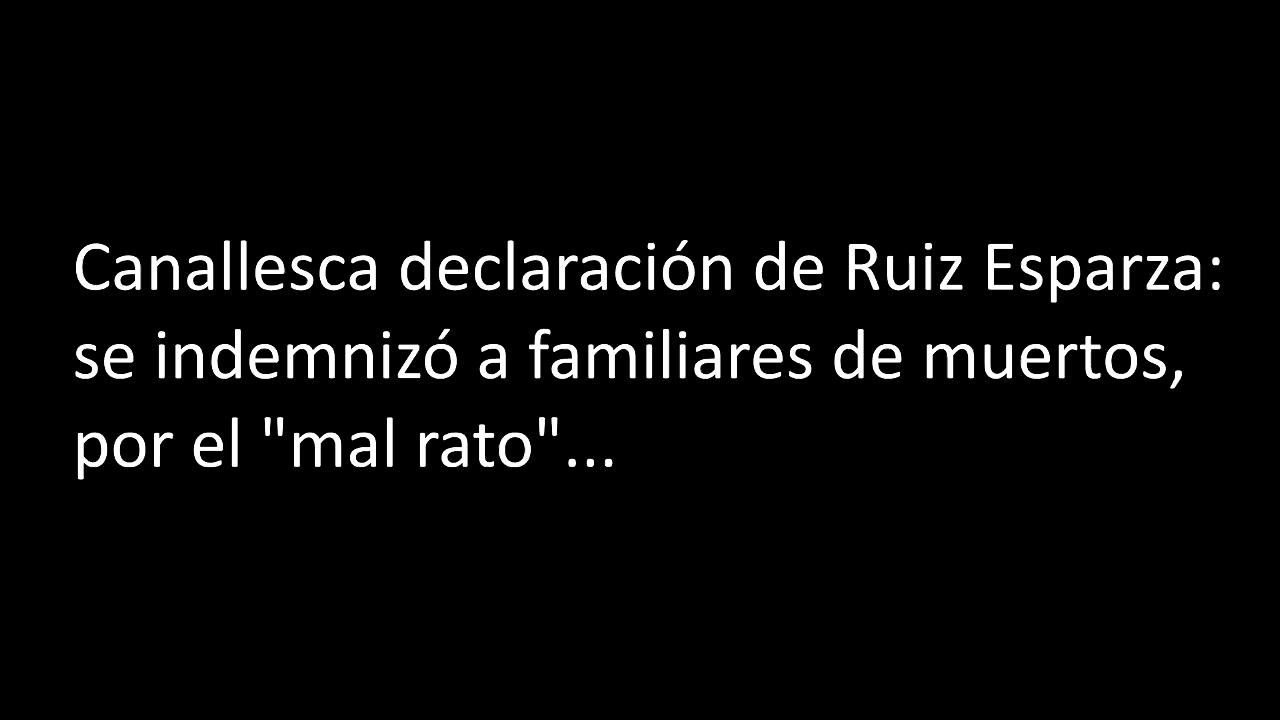 Canallesca declaración de Ruiz Esparza:
se indemnizó a familiares de muertos,
por el "mal rato"...